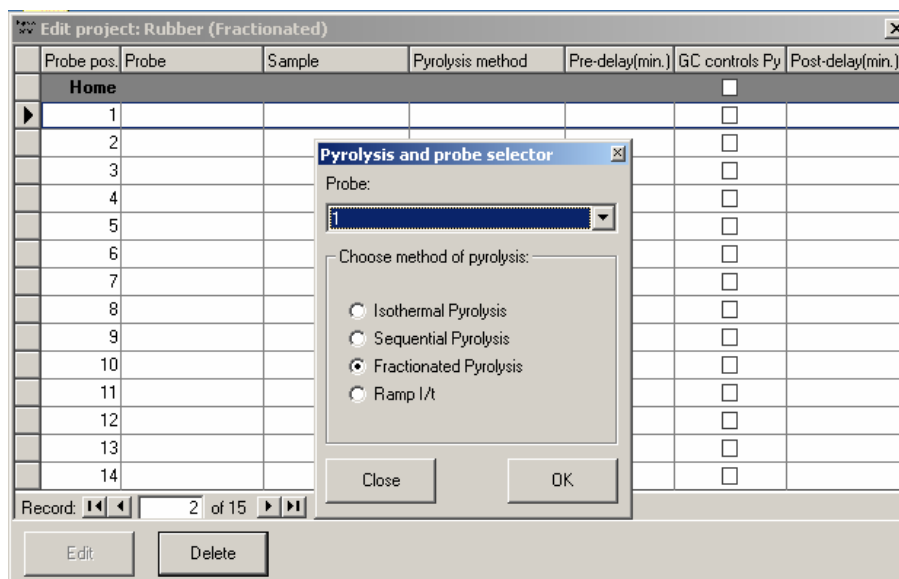 Edit project: Rubber (Fractionated)
Probe pos. Probe Sample Pyrolysis method Pre-delay(min.) GC controls Py Post-delay(min.)
Home
1
2
3
4
5
6
7
8
9
10
11
12
13
14
Pyrolysis and probe selector
Probe:
1
Choose method of pyrolysis:
Isothermal Pyrolysis
Sequential Pyrolysis
Fractionated Pyrolysis
Ramp I/t
Close OK
Record: 2 of 15
Edit Delete